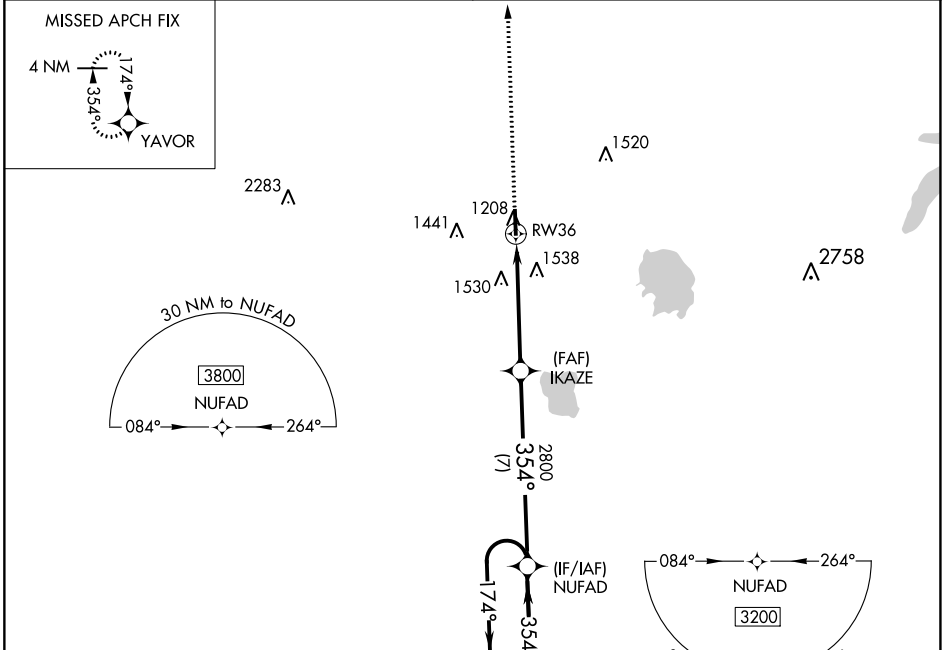 MISSED APCH FIX
4 NM
174°
354°
YAVOR
1520
2283
1441
1208
RW36
1538
1530
2758
30 NM to NUFAD
3800
NUFAD
084°
264°
(FAF)
IKAZE
2800
354°
(7)
(IF/IAF)
NUFAD
174°
354
084°
264°
NUFAD
3200